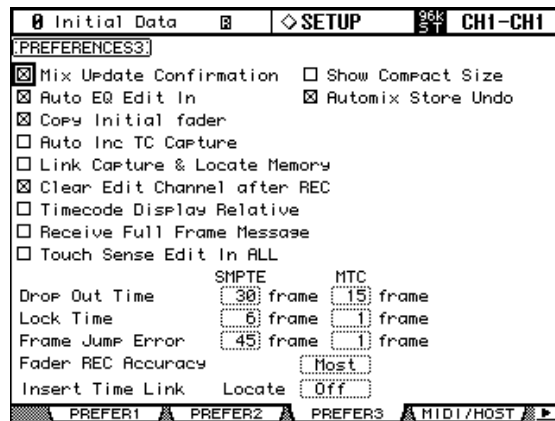 0 Initial Data R ◇SETUP 96k ST CH1-CH1
PREFERENCES3
☒ Mix Update Confirmation ☐ Show Compact Size
☒ Auto EQ Edit In ☒ Automix Store Undo
☒ Copy Initial fader
☐ Auto Inc TC Capture
☐ Link Capture & Locate Memory
☒ Clear Edit Channel after REC
☐ Timecode Display Relative
☐ Receive Full Frame Message
☐ Touch Sense Edit In ALL
SMPTE MTC
Drop Out Time 30 frame 15 frame
Lock Time 6 frame 1 frame
Frame Jump Error 45 frame 1 frame
Fader REC Accuracy Most
Insert Time Link Locate Off
PREFER1 PREFER2 PREFER3 MIDI/HOST